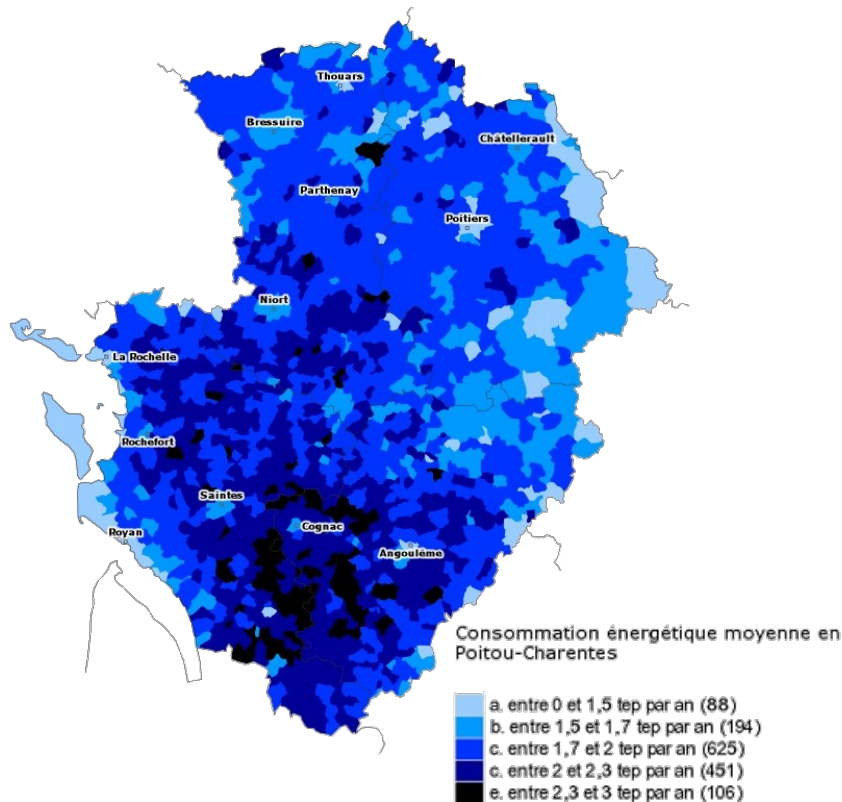 Thouars
Bressuire
Châtellerault
Parthenay
Poitiers
Niort
La Rochelle
Rochefort
Saintes
Cognac
Royan
Angoulême
Consommation énergétique moyenne en
Poitou-Charentes
a. entre 0 et 1,5 tep par an (88)
b. entre 1,5 et 1,7 tep par an (194)
c. entre 1,7 et 2 tep par an (625)
c. entre 2 et 2,3 tep par an (451)
e. entre 2,3 et 3 tep par an (106)